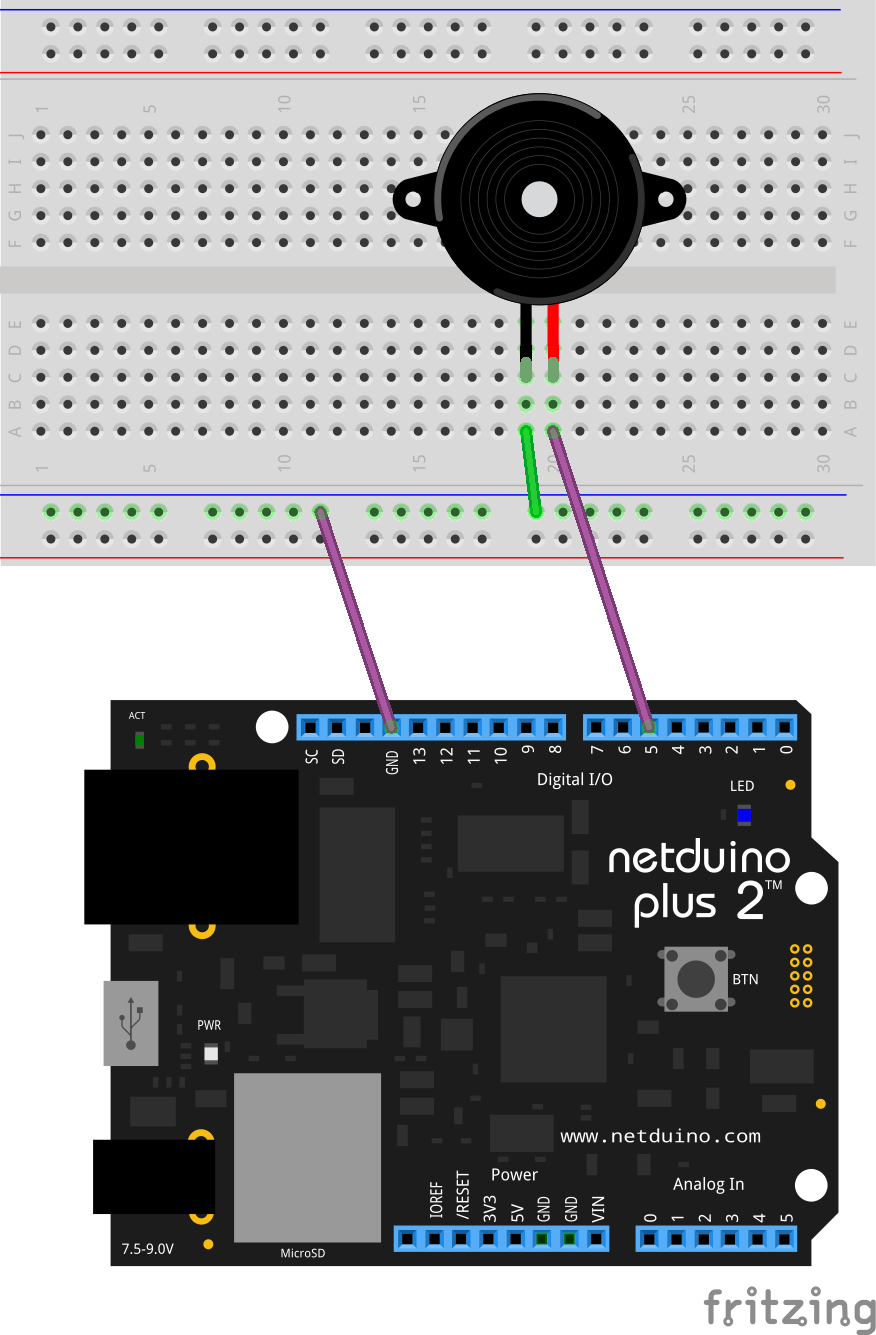 1 5 10 15 25 30
J J
I I
H H
G G
F F
E E
D D
C C
B B
A A
1 5 10 15 20 25 30
ACT
SC SD GND 13 12 11 10 9 8 7 6 5 4 3 2 1 0
Digital I/O
LED
netduino
plus 2™
BTN
PWR
www.netduino.com
Power
Analog In
IOREF /RESET 3V3 5V GND GND VIN 0 1 2 3 4 5
7.5-9.0V
MicroSD
fritzing